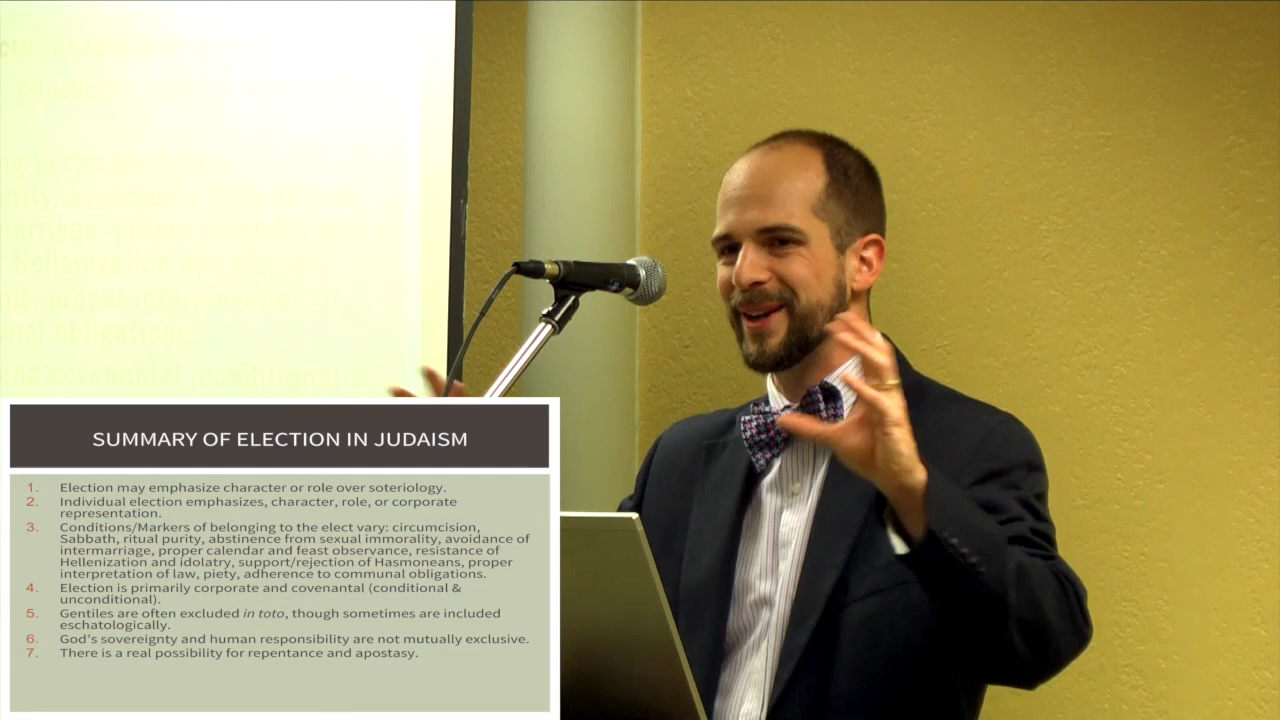 SUMMARY OF ELECTION IN JUDAISM
1. Election may emphasize character or role over soteriology.
2. Individual election emphasizes, character, role, or corporate
representation.
3. Conditions/Markers of belonging to the elect vary: circumcision,
Sabbath, ritual purity, abstinence from sexual immorality, avoidance of
intermarriage, proper calendar and feast observance, resistance of
Hellenization and idolatry, support/rejection of Hasmoneans, proper
interpretation of law, piety, adherence to communal obligations.
4. Election is primarily corporate and covenantal (conditional &
unconditional).
5. Gentiles are often excluded in toto, though sometimes are included
eschatologically.
6. God's sovereignty and human responsibility are not mutually exclusive.
7. There is a real possibility for repentance and apostasy.